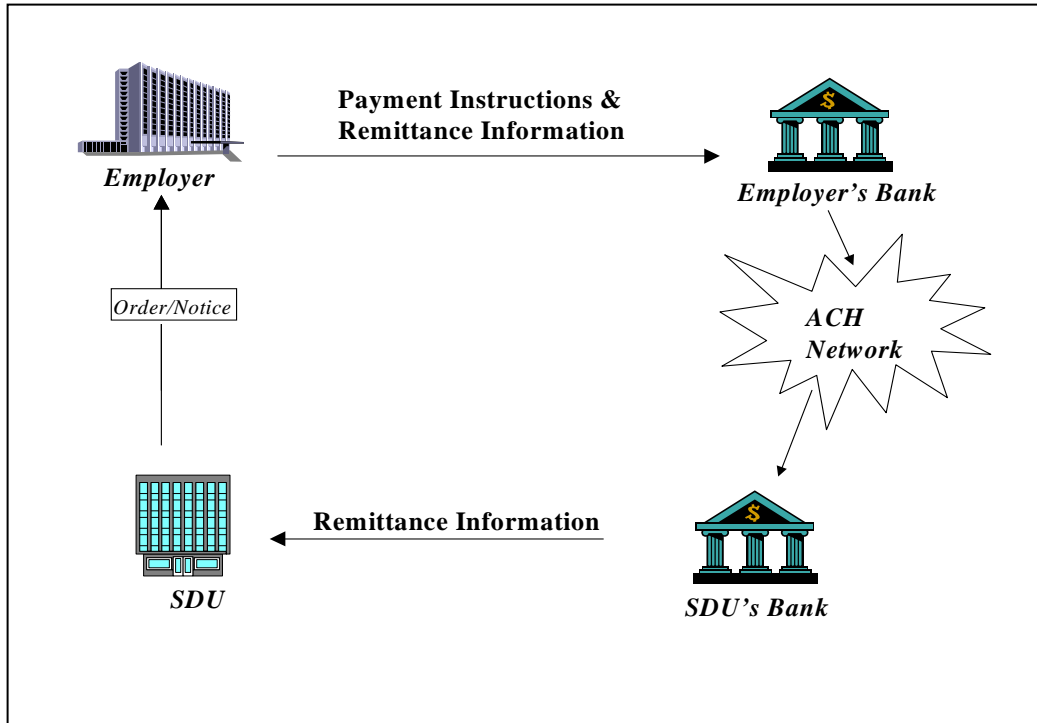 Payment Instructions &
Remittance Information
$
Employer
Employer's Bank
Order/Notice
ACH
Network
Remittance Information
$
SDU
SDU's Bank